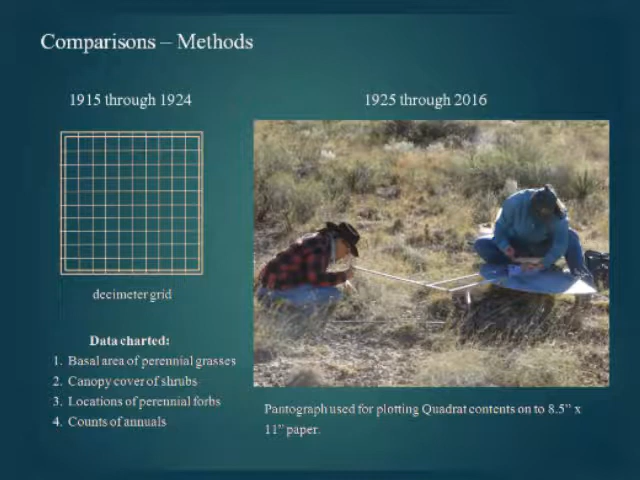 Comparisons – Methods
1915 through 1924
1925 through 2016
decimeter grid
Data charted:
1. Basal area of perennial grasses
2. Canopy cover of shrubs
3. Locations of perennial forbs
4. Counts of annuals
Pantograph used for plotting Quadrat contents on to 8.5” x
11” paper.